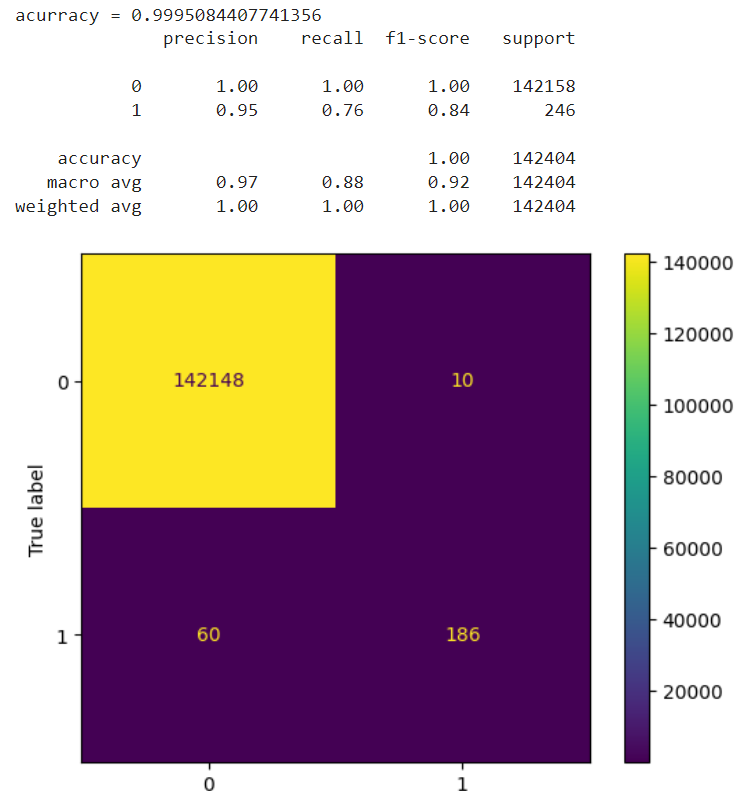 acurracy = 0.9995084407741356
precision recall f1-score support
0 1.00 1.00 1.00 142158
1 0.95 0.76 0.84 246
accuracy 1.00 142404
macro avg 0.97 0.88 0.92 142404
weighted avg 1.00 1.00 1.00 142404
140000
120000
100000
80000
60000
40000
20000
True label
0 142148 10
1 60 186
0 1